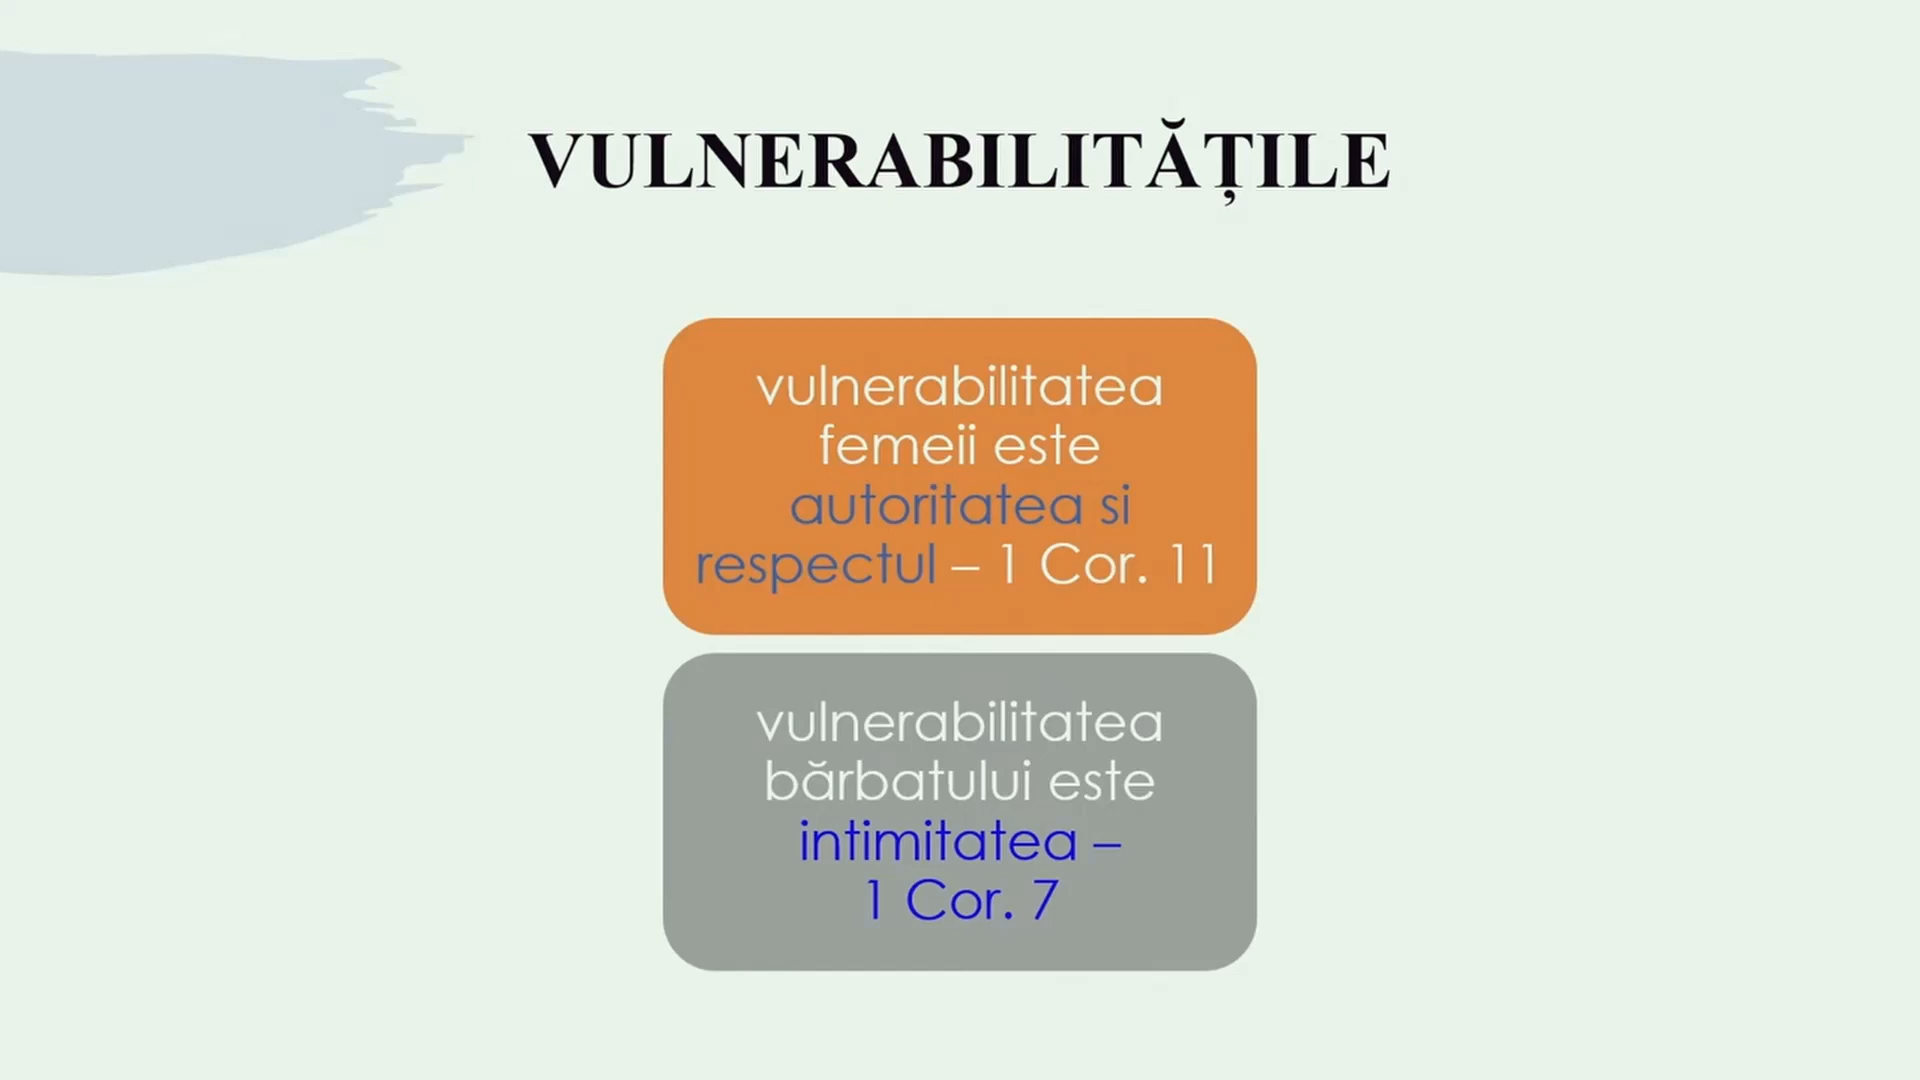 VULNERABILITĂȚILE
vulnerabilitatea
femeii este
autoritatea si
respectul – 1 Cor. 11
vulnerabilitatea
bărbatului este
intimitatea –
1 Cor. 7